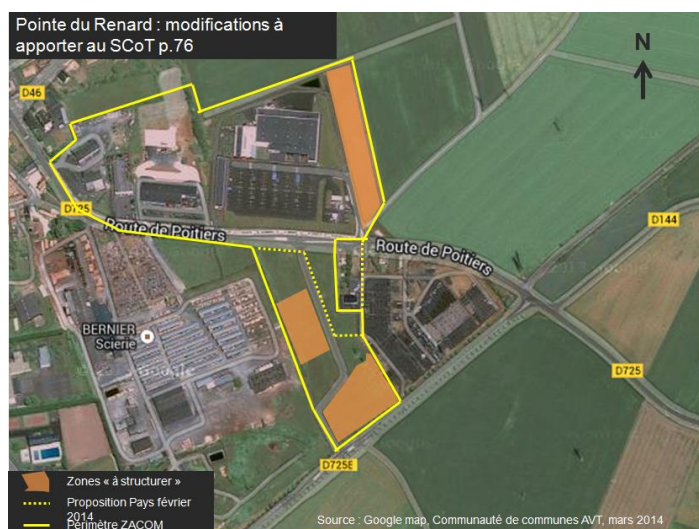 Pointe du Renard : modifications à
apporter au SCoT p.76
N
D46
D725
Route de Poitiers
Route de Poitiers
D144
BERNIER
Scierie
D725
D725E
Zones « à structurer »
Proposition Pays février
2014
Périmètre ZACOM
Source : Google map, Communauté de communes AVT, mars 2014